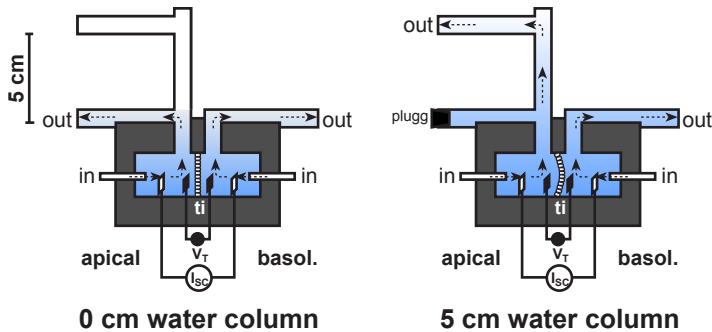 out
5 cm
out
out
in
in
ti
apical
VT
basol.
ISC
0 cm water column
out
plugg
out
in
in
ti
apical
VT
basol.
ISC
5 cm water column